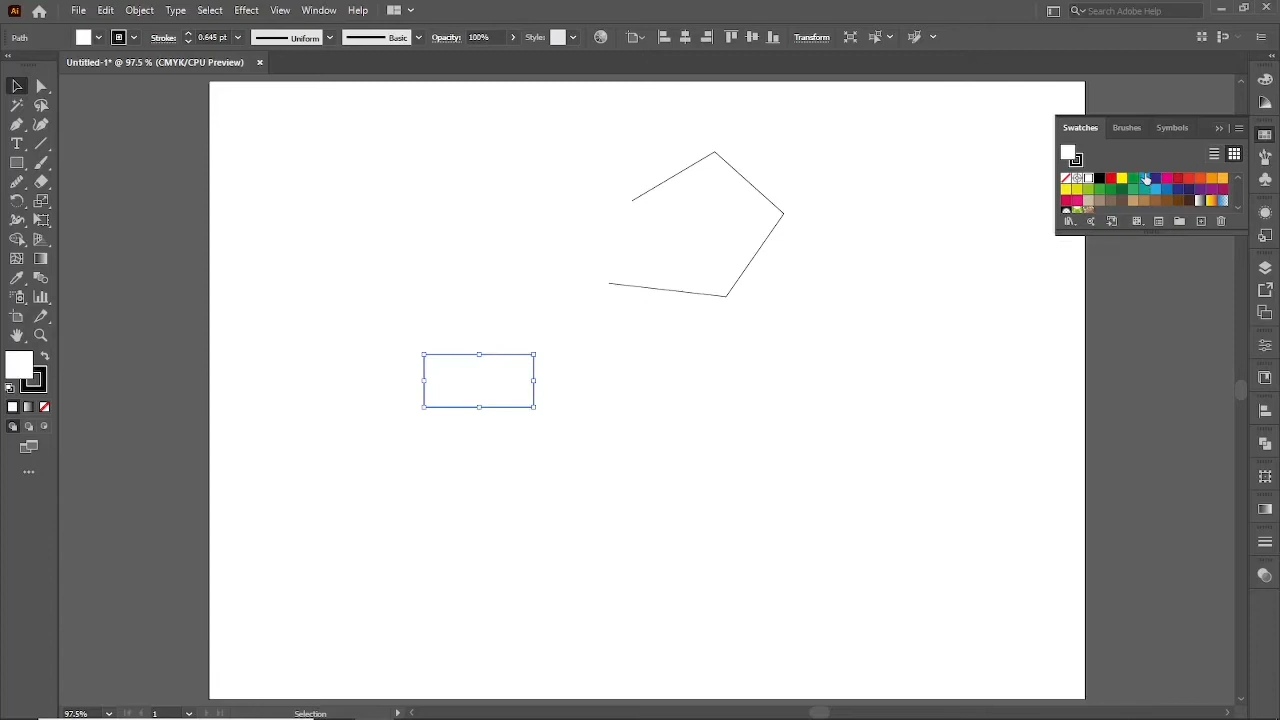 Ai File Edit Object Type Select Effect View Window Help Search Adobe Help
Path Stroke: 0.645 pt Uniform Basic Opacity: 100% Style: Transform
Untitled-1* @ 97.5 % (CMYK/CPU Preview) ×
Swatches Brushes Symbols
97.5% 1 Selection